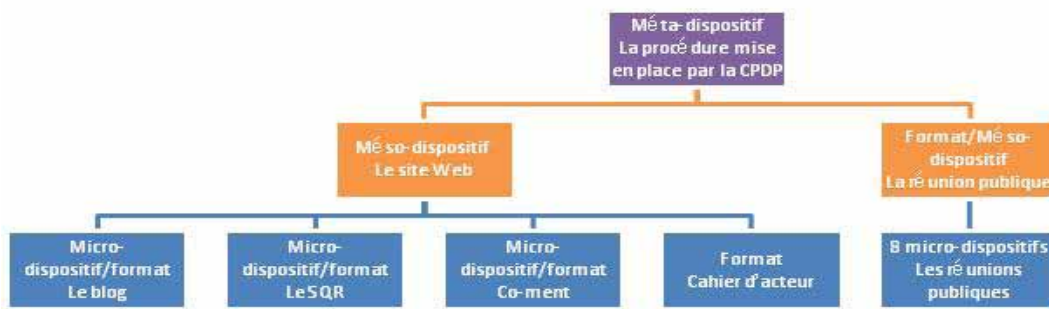 Méta-dispositif
La procédure mise
en place par la CPDP
Méso-dispositif
Le site Web
Format/Méso-
dispositif
La réunion publique
Micro-
dispositif/format
Le blog
Micro-
dispositif/format
Le SQR
Micro-
dispositif/format
Co-ment
Format
Cahier d'acteur
8 micro-dispositifs
Les réunions
publiques